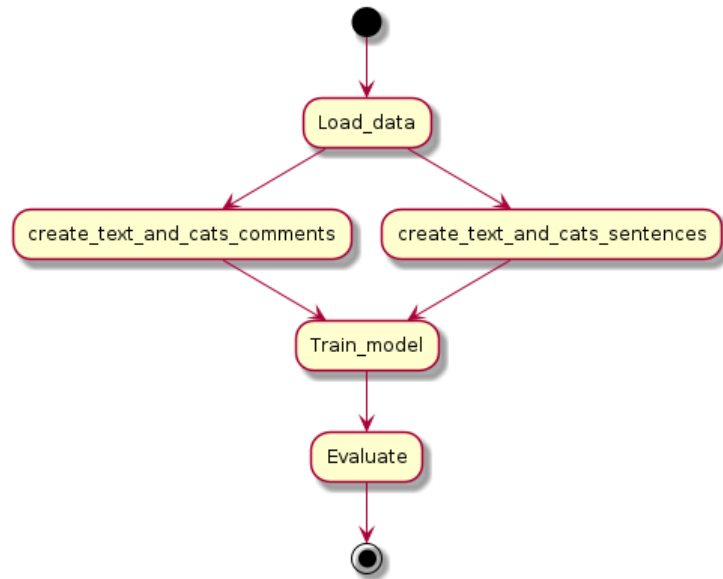 Load_data
create_text_and_cats_comments
create_text_and_cats_sentences
Train_model
Evaluate